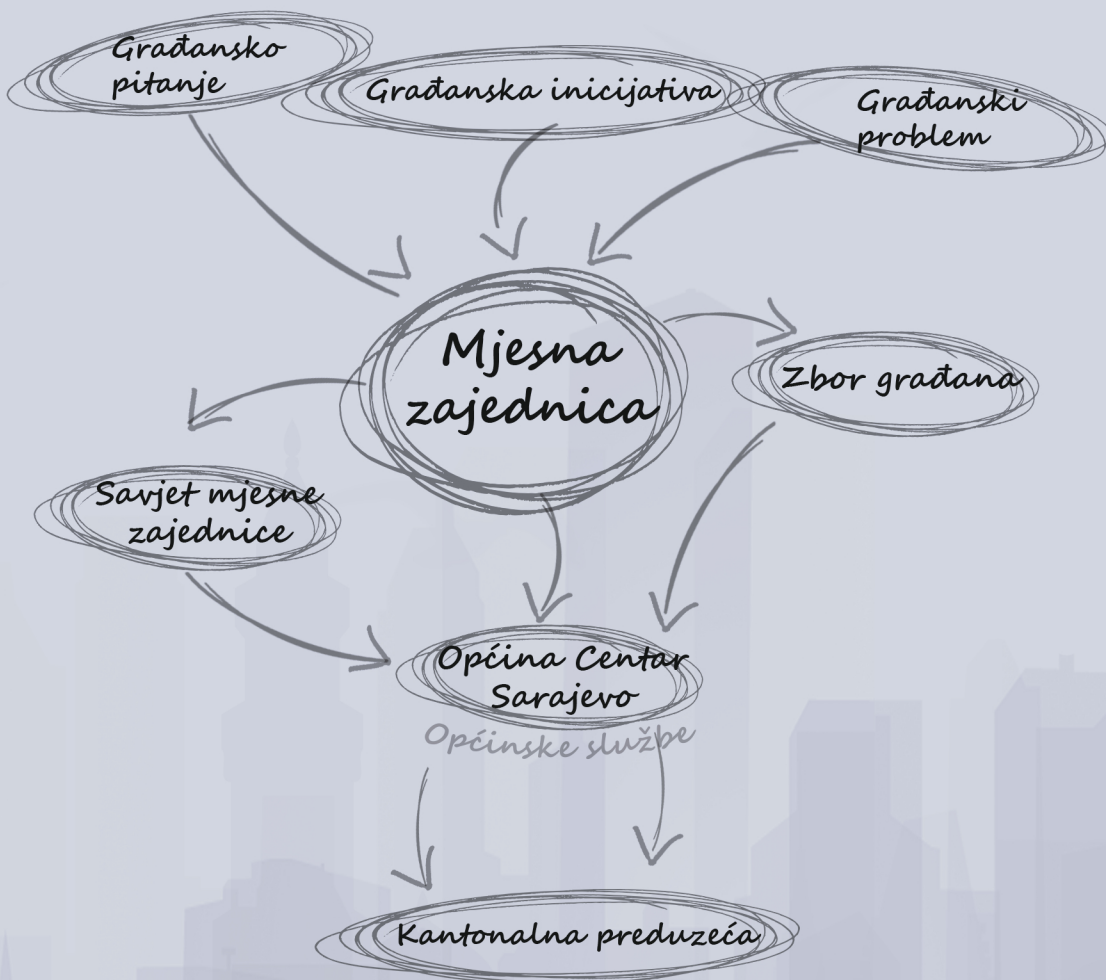 Građansko
pitanje
Građanska inicijativa
Građanski
problem
Mjesna
zajednica
Zbor građana
Savjet mjesne
zajednice
Općina Centar
Sarajevo
Općinske službe
Kantonalna preduzeća